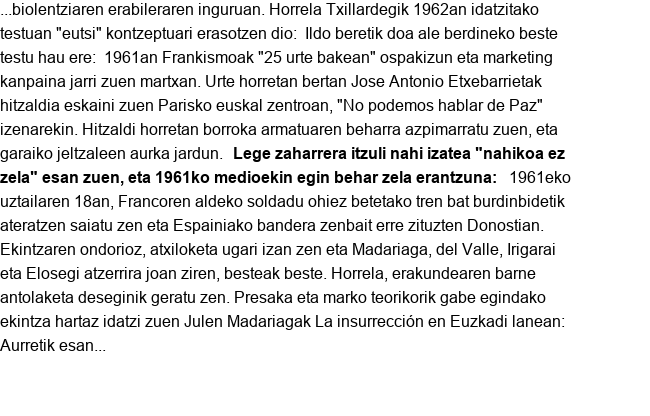 ...biolentziaren erabileraren inguruan. Horrela Txillardegik 1962an idatzitako
testuan "eutsi" kontzeptuari erasotzen dio:  Ildo beretik doa ale berdineko beste
testu hau ere:  1961an Frankismoak "25 urte bakean" ospakizun eta marketing
kanpaina jarri zuen martxan. Urte horretan bertan Jose Antonio Etxebarrietak
hitzaldia eskaini zuen Parisko euskal zentroan, "No podemos hablar de Paz"
izenarekin. Hitzaldi horretan borroka armatuaren beharra azpimarratu zuen, eta
garaiko jeltzaleen aurka jardun.  Lege zaharrera itzuli nahi izatea "nahikoa ez
zela" esan zuen, eta 1961ko medioekin egin behar zela erantzuna:   1961eko
uztailaren 18an, Francoren aldeko soldadu ohiez betetako tren bat burdinbidetik
ateratzen saiatu zen eta Espainiako bandera zenbait erre zituzten Donostian.
Ekintzaren ondorioz, atxiloketa ugari izan zen eta Madariaga, del Valle, Irigarai
eta Elosegi atzerrira joan ziren, besteak beste. Horrela, erakundearen barne
antolaketa deseginik geratu zen. Presaka eta marko teorikorik gabe egindako
ekintza hartaz idatzi zuen Julen Madariagak La insurrección en Euzkadi lanean:
Aurretik esan...